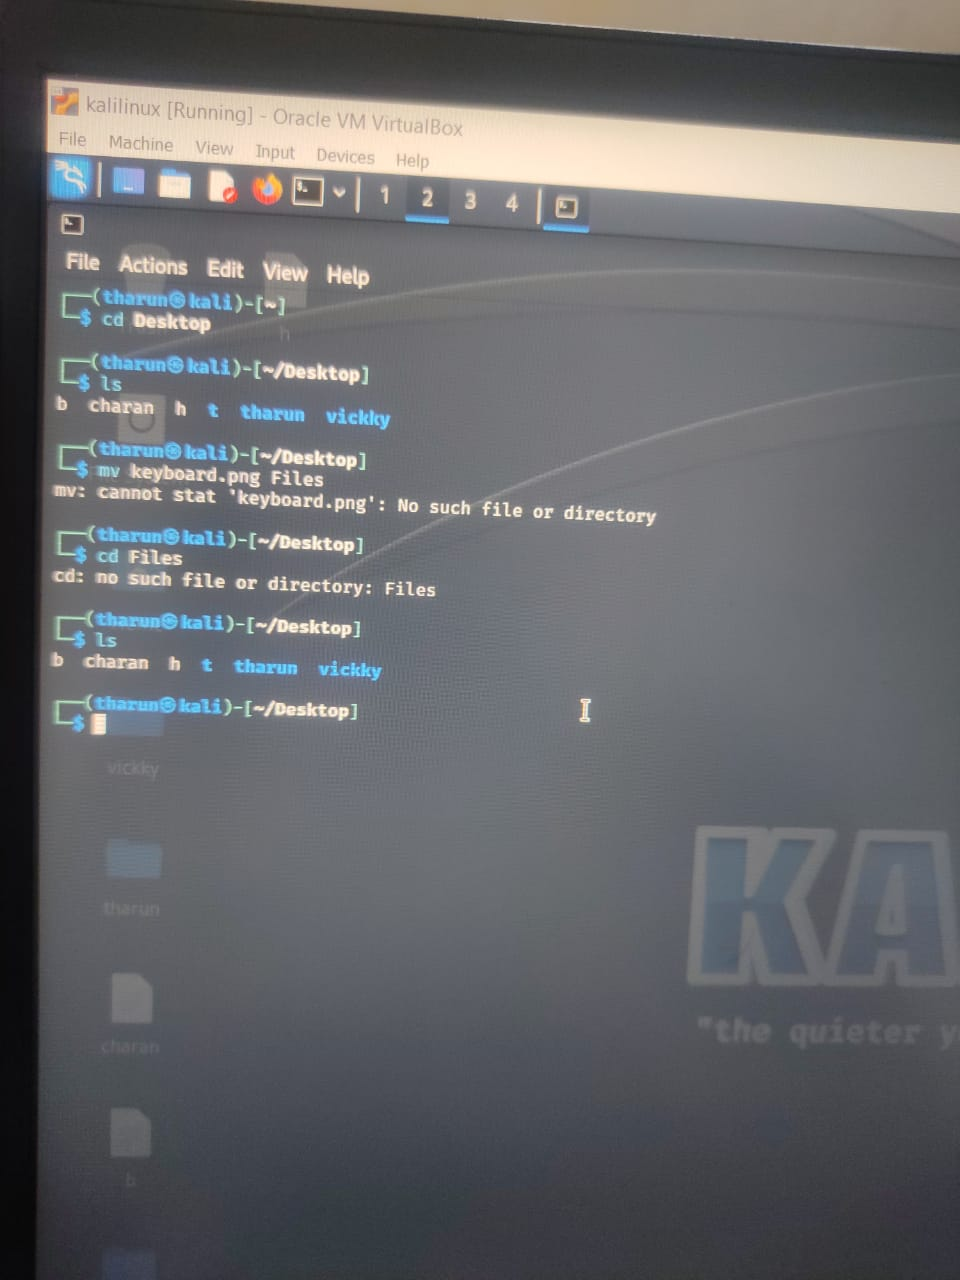 kalilinux [Running] - Oracle VM VirtualBox
File Machine View Input Devices Help
1 2 3 4
File Actions Edit View Help
┌──(tharun㉿kali)-[~]
└─$ cd Desktop
h
┌──(tharun㉿kali)-[~/Desktop]
└─$ ls
b charan h t tharun vickky
┌──(tharun㉿kali)-[~/Desktop]
└─$ mv keyboard.png Files
mv: cannot stat 'keyboard.png': No such file or directory
┌──(tharun㉿kali)-[~/Desktop]
└─$ cd Files
cd: no such file or directory: Files
┌──(tharun㉿kali)-[~/Desktop]
└─$ ls
b charan h t tharun vickky
┌──(tharun㉿kali)-[~/Desktop]
└─$
vickky
tharun
KA
"the quieter y
charan
b